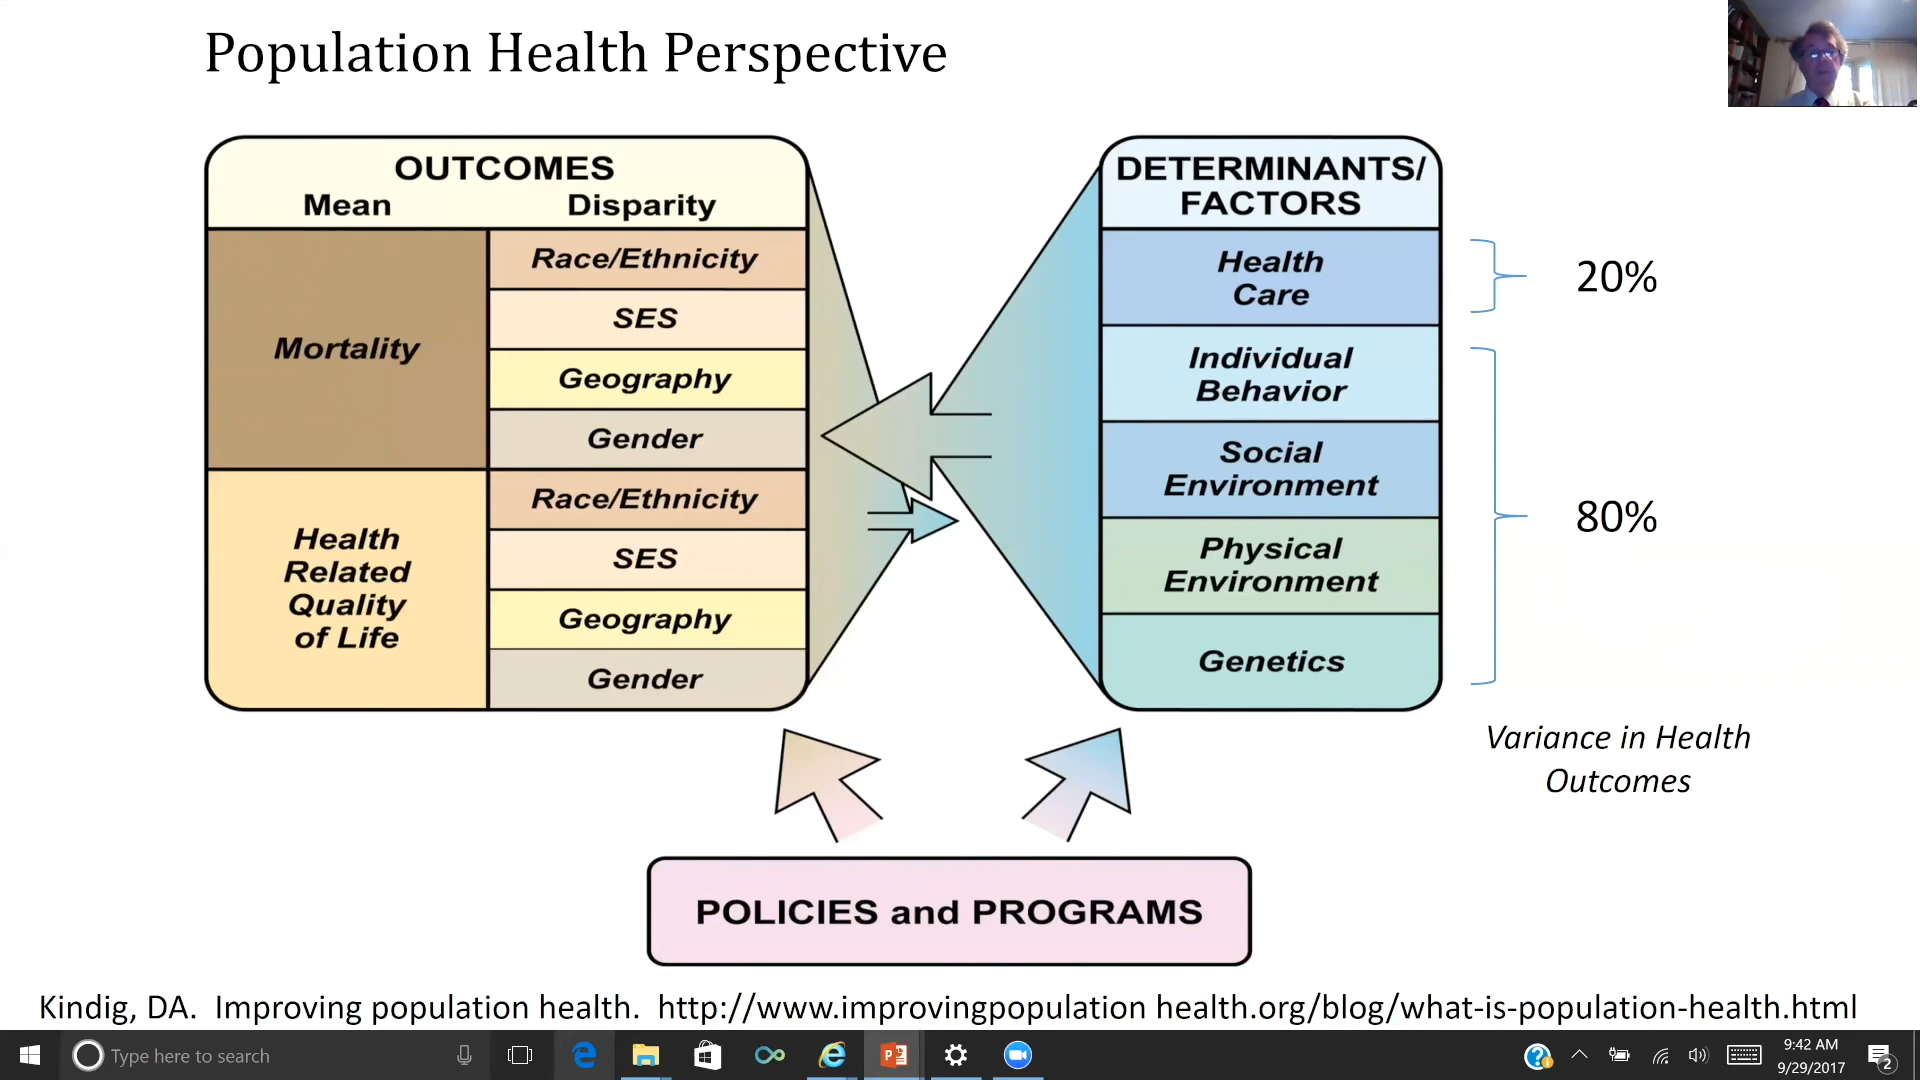 Population Health Perspective
OUTCOMES
Mean Disparity
Mortality
Race/Ethnicity
SES
Geography
Gender
Health
Related
Quality
of Life
Race/Ethnicity
SES
Geography
Gender
DETERMINANTS/
FACTORS
Health
Care
Individual
Behavior
Social
Environment
Physical
Environment
Genetics
20%
80%
Variance in Health
Outcomes
POLICIES and PROGRAMS
Kindig, DA. Improving population health. http://www.improvingpopulation health.org/blog/what-is-population-health.html
Type here to search
9:42 AM
9/29/2017
2